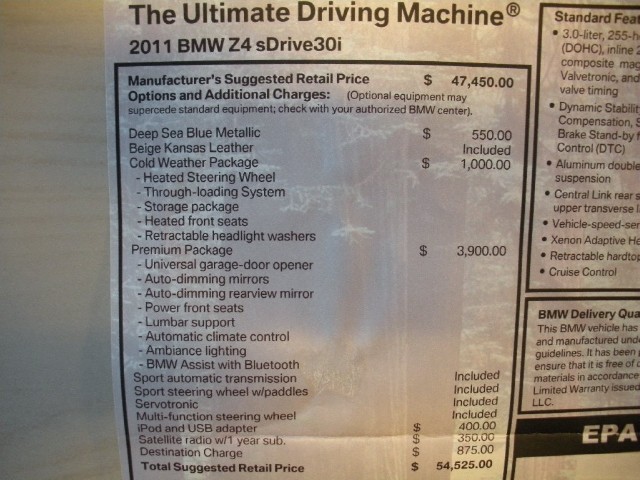 The Ultimate Driving Machine®
2011 BMW Z4 sDrive30i
Manufacturer's Suggested Retail Price $ 47,450.00
Options and Additional Charges: (Optional equipment may
supercede standard equipment; check with your authorized BMW center).
Deep Sea Blue Metallic $ 550.00
Beige Kansas Leather Included
Cold Weather Package $ 1,000.00
- Heated Steering Wheel
- Through-loading System
- Storage package
- Heated front seats
- Retractable headlight washers
Premium Package $ 3,900.00
- Universal garage-door opener
- Auto-dimming mirrors
- Auto-dimming rearview mirror
- Power front seats
- Lumbar support
- Automatic climate control
- Ambiance lighting
- BMW Assist with Bluetooth
Sport automatic transmission Included
Sport steering wheel w/paddles Included
Servotronic Included
Multi-function steering wheel Included
iPod and USB adapter $ 400.00
Satellite radio w/1 year sub. $ 350.00
Destination Charge $ 875.00
Total Suggested Retail Price $ 54,525.00
Standard Feat
• 3.0-liter, 255-h
(DOHC), inline
composite mag
Valvetronic, and
valve timing
• Dynamic Stabilit
Compensation, S
Brake Stand-by f
Control (DTC)
• Aluminum double
suspension
• Central Link rear s
upper transverse
• Vehicle-speed-sen
• Xenon Adaptive He
• Retractable hardtop
• Cruise Control
BMW Delivery Qua
This BMW vehicle has
and manufactured unde
guidelines. It has been
ensure that it is free of
materials in accordance
Limited Warranty issued
LLC.
EPA